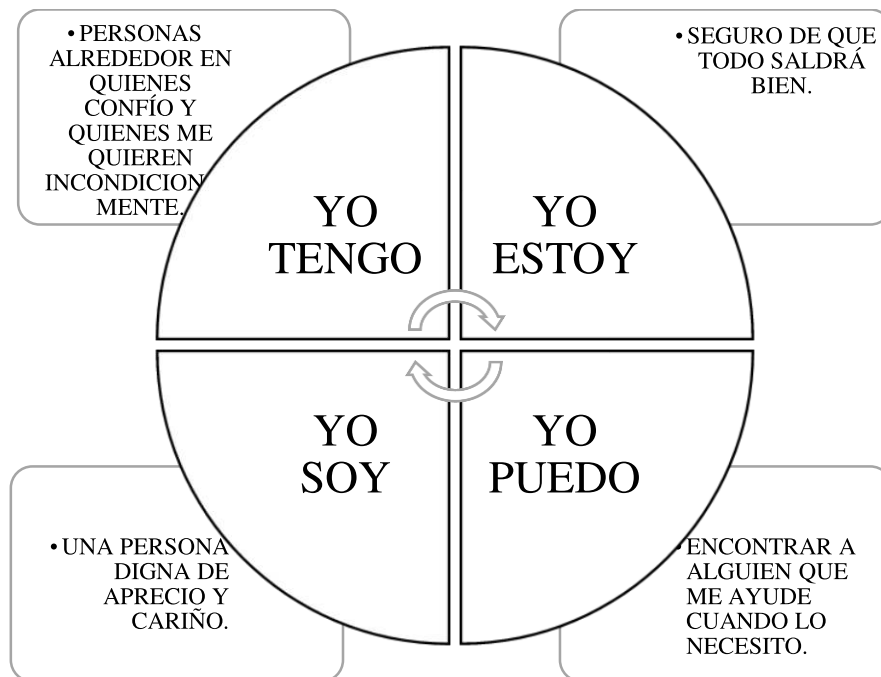 • PERSONAS
ALREDEDOR EN
QUIENES
CONFÍO Y
QUIENES ME
QUIEREN
INCONDICION
MENTE.
• SEGURO DE QUE
TODO SALDRÁ
BIEN.
YO
TENGO
YO
ESTOY
YO
SOY
YO
PUEDO
• UNA PERSONA
DIGNA DE
APRECIO Y
CARIÑO.
• ENCONTRAR A
ALGUIEN QUE
ME AYUDE
CUANDO LO
NECESITO.